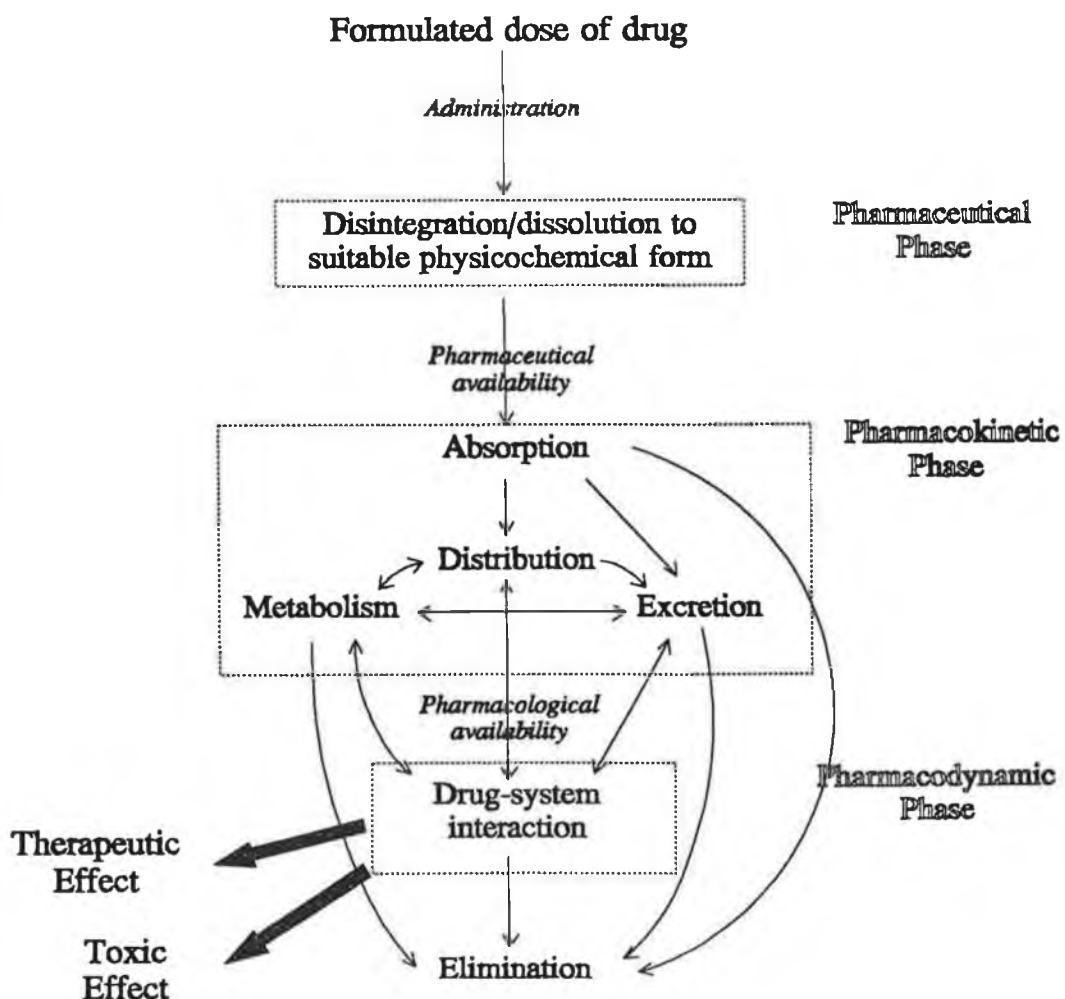 Formulated dose of drug
Administration
Disintegration/dissolution to
suitable physicochemical form
Pharmaceutical
Phase
Pharmaceutical
availability
Absorption
Pharmacokinetic
Phase
Distribution
Metabolism
Excretion
Pharmacological
availability
Drug-system
interaction
Pharmacodynamic
Phase
Therapeutic
Effect
Toxic
Effect
Elimination